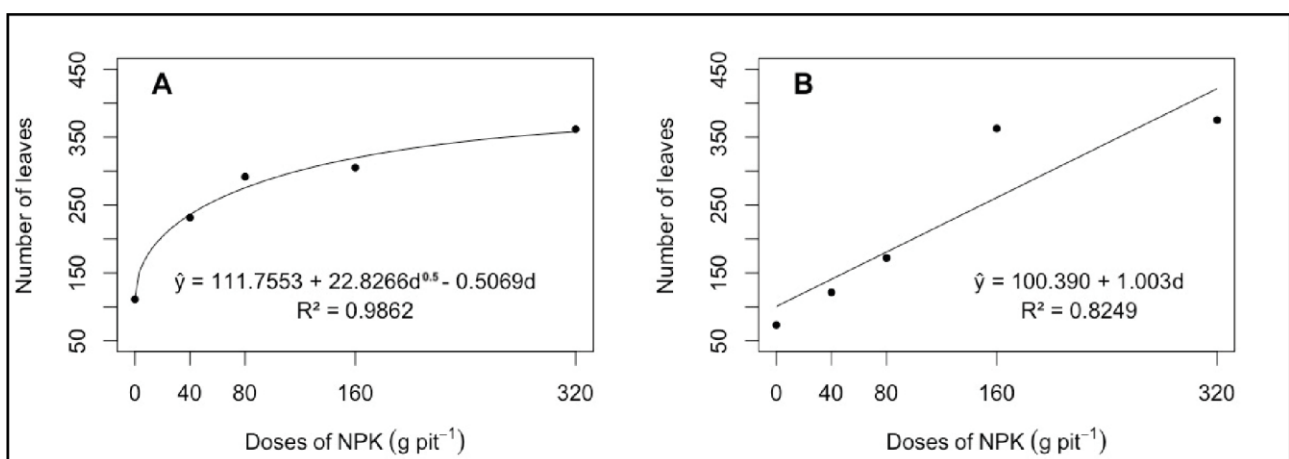 A
Number of leaves
450
350
250
150
50
ŷ = 111.7553 + 22.8266d⁰·⁵ - 0.5069d
R² = 0.9862
0 40 80 160 320
Doses of NPK (g pit⁻¹)
B
Number of leaves
450
350
250
150
50
ŷ = 100.390 + 1.003d
R² = 0.8249
0 40 80 160 320
Doses of NPK (g pit⁻¹)